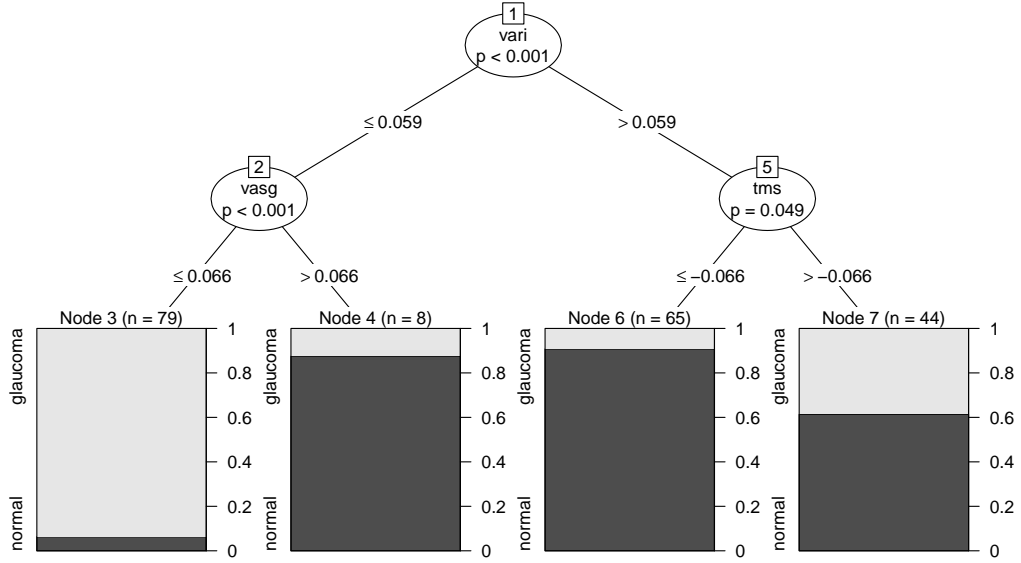 1
vari
p < 0.001
≤ 0.059
> 0.059
2
vasg
p < 0.001
5
tms
p = 0.049
≤ 0.066
> 0.066
≤ −0.066
> −0.066
Node 3 (n = 79)
glaucoma
normal
1
0.8
0.6
0.4
0.2
0
Node 4 (n = 8)
glaucoma
normal
1
0.8
0.6
0.4
0.2
0
Node 6 (n = 65)
glaucoma
normal
1
0.8
0.6
0.4
0.2
0
Node 7 (n = 44)
glaucoma
normal
1
0.8
0.6
0.4
0.2
0